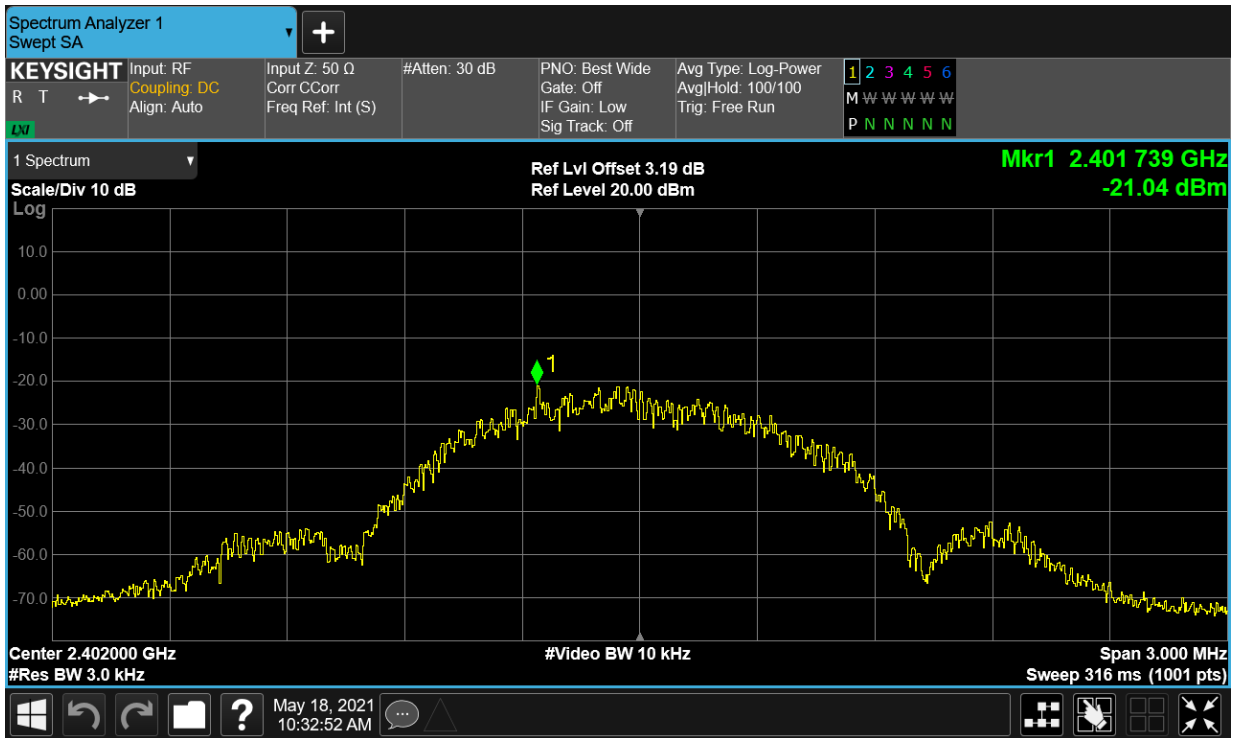 Spectrum Analyzer 1
Swept SA
KEYSIGHT
R T
LXI
Input: RF
Coupling: DC
Align: Auto
Input Z: 50 Ω
Corr CCorr
Freq Ref: Int (S)
#Atten: 30 dB
PNO: Best Wide
Gate: Off
IF Gain: Low
Sig Track: Off
Avg Type: Log-Power
Avg|Hold: 100/100
Trig: Free Run
1 2 3 4 5 6
M W W W W W
P N N N N N
1 Spectrum
Scale/Div 10 dB
Log
Ref Lvl Offset 3.19 dB
Ref Level 20.00 dBm
Mkr1 2.401 739 GHz
-21.04 dBm
10.0
0.00
-10.0
-20.0
-30.0
-40.0
-50.0
-60.0
-70.0
1
Center 2.402000 GHz
#Res BW 3.0 kHz
#Video BW 10 kHz
Span 3.000 MHz
Sweep 316 ms (1001 pts)
?
May 18, 2021
10:32:52 AM